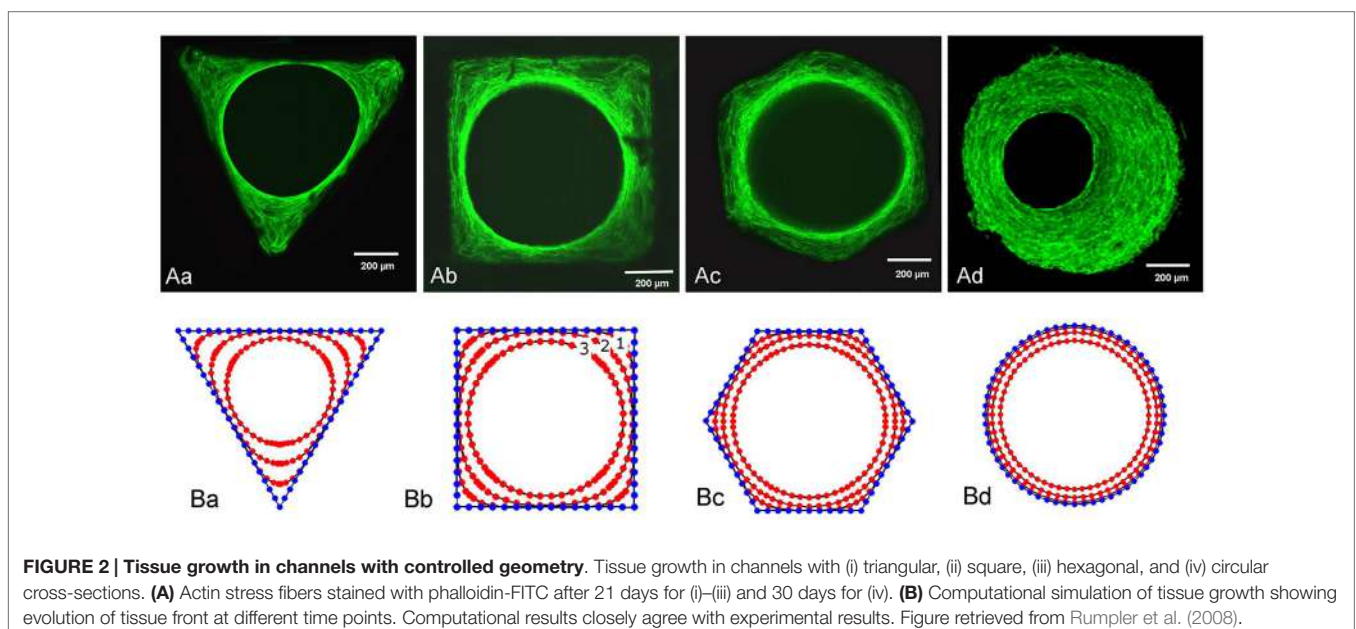 Aa
200 µm
Ab
200 µm
Ac
200 µm
Ad
200 µm
Ba
Bb
3 2 1
Bc
Bd
FIGURE 2 | Tissue growth in channels with controlled geometry. Tissue growth in channels with (i) triangular, (ii) square, (iii) hexagonal, and (iv) circular
cross-sections. (A) Actin stress fibers stained with phalloidin-FITC after 21 days for (i)–(iii) and 30 days for (iv). (B) Computational simulation of tissue growth showing
evolution of tissue front at different time points. Computational results closely agree with experimental results. Figure retrieved from Rumpler et al. (2008).